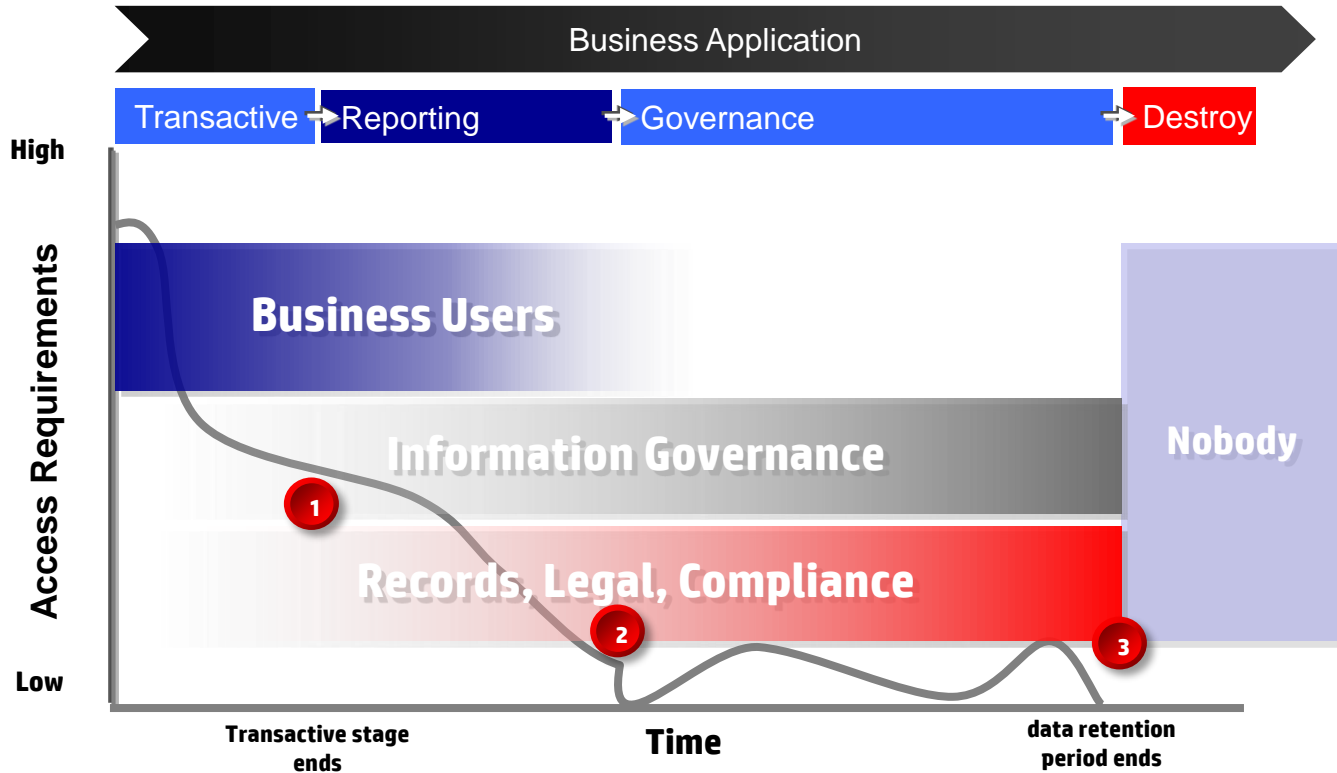 Business Application
Transactive
Reporting
Governance
Destroy
High
Access Requirements
Business Users
Information Governance
Nobody
1
Records, Legal, Compliance
2
3
Low
Transactive stage
ends
Time
data retention
period ends